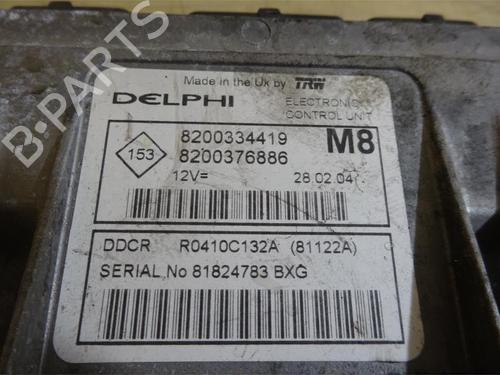 B-PARTS
Made in the Uk by TRW
DELPHI
ELECTRONIC
CONTROL UNIT
153
8200334419
M8
8200376886
12V=
28.02.04
DDCR R0410C132A (81122A)
SERIAL No 81824783 BXG